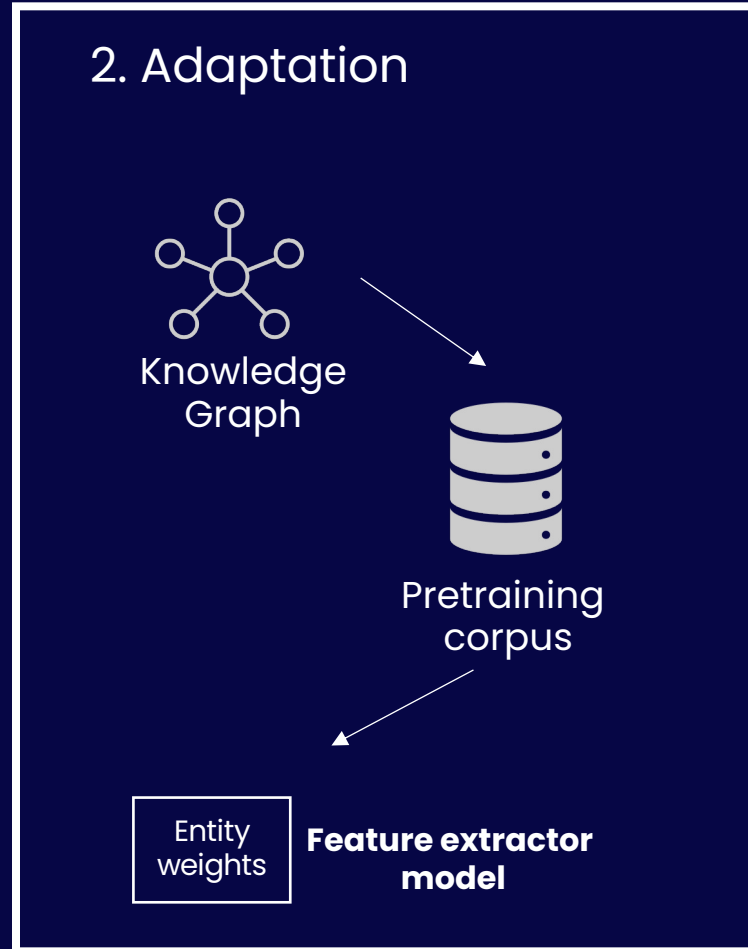 2. Adaptation
Knowledge
Graph
Pretraining
corpus
Entity
weights
Feature extractor
model